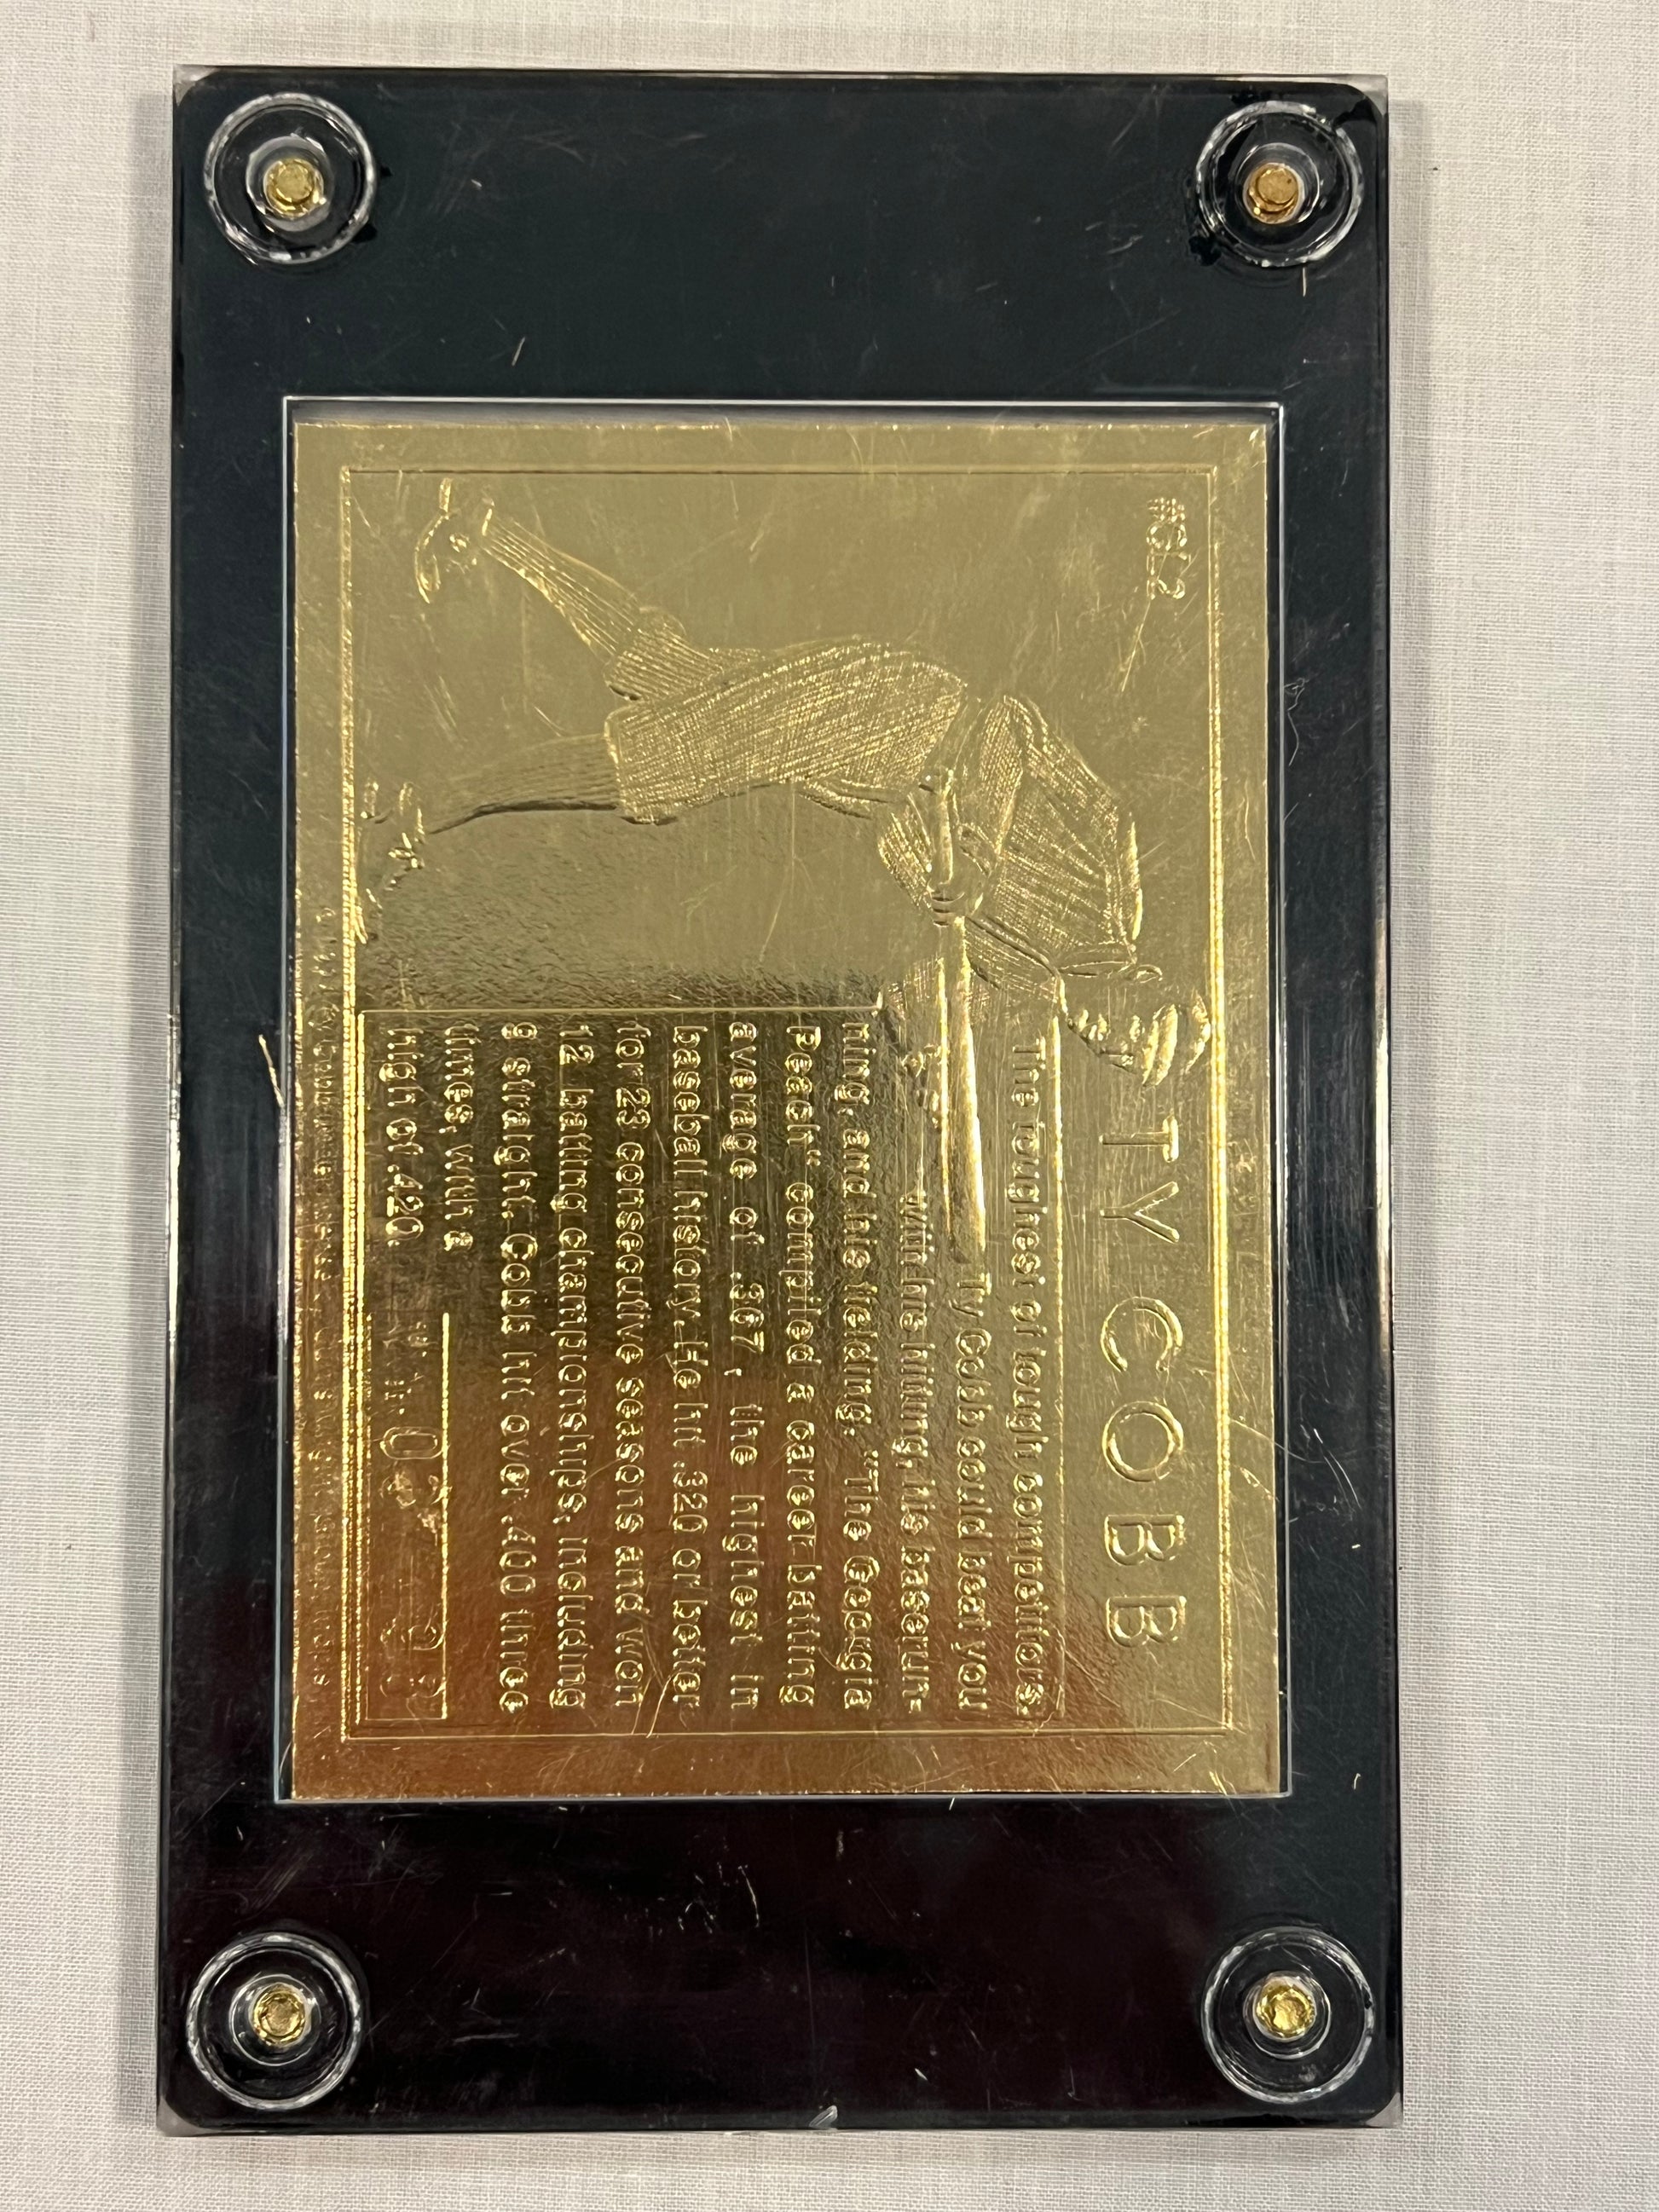 #GL2
TY COBB
The toughest of tough competitors.
Ty Cobb could beat you
with his hitting, his baserun-
ning, and his fielding. "The Georgia
Peach" compiled a career batting
average of .367, the highest in
baseball history. He hit .320 or better
for 23 consecutive seasons and won
12 batting championships, including
9 straight. Cobb hit over .400 three
times, with a
high of .420